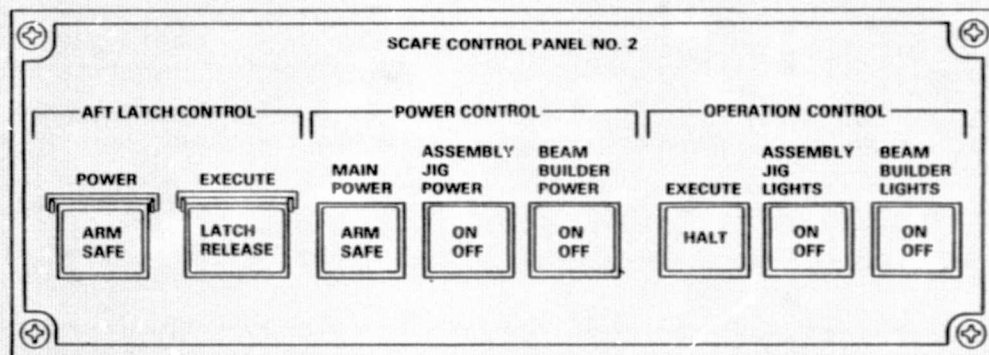 SCAFE CONTROL PANEL NO. 2
AFT LATCH CONTROL
POWER
ARM
SAFE
EXECUTE
LATCH
RELEASE
POWER CONTROL
MAIN
POWER
ARM
SAFE
ASSEMBLY
JIG
POWER
ON
OFF
BEAM
BUILDER
POWER
ON
OFF
OPERATION CONTROL
EXECUTE
HALT
ASSEMBLY
JIG
LIGHTS
ON
OFF
BEAM
BUILDER
LIGHTS
ON
OFF